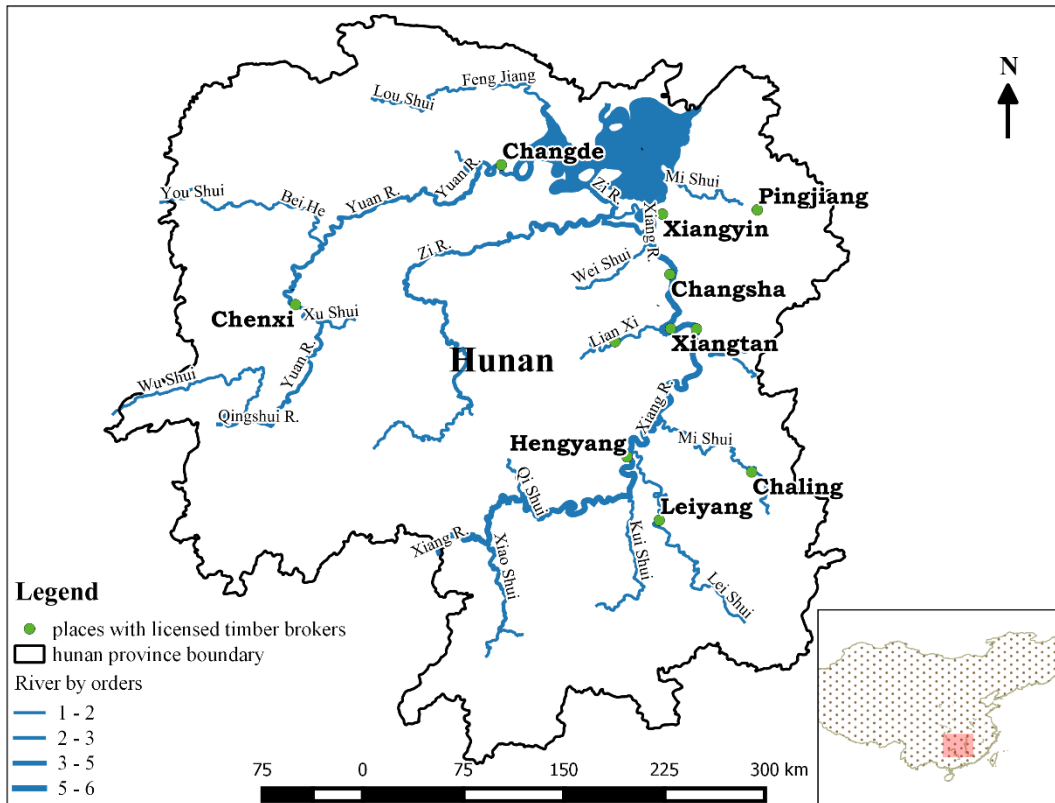 N
Feng Jiang
Lou Shui
Changde
Yuan R.
Mi Shui
You Shui
Bei He
Yuan R.
Zi R.
Pingjiang
Xiangyin
Xiang R.
Zi R.
Wei Shui
Changsha
Chenxi
Xu Shui
Lian Xi
Xiangtan
Hunan
Yuan R.
Wu Shui
Xiang R.
Qingshui R.
Hengyang
Mi Shui
Qi Shui
Chaling
Leiyang
Kui Shui
Xiang R.
Xiao Shui
Lei Shui
Legend
places with licensed timber brokers
hunan province boundary
River by orders
1 - 2
2 - 3
3 - 5
5 - 6
75 0 75 150 225 300 km